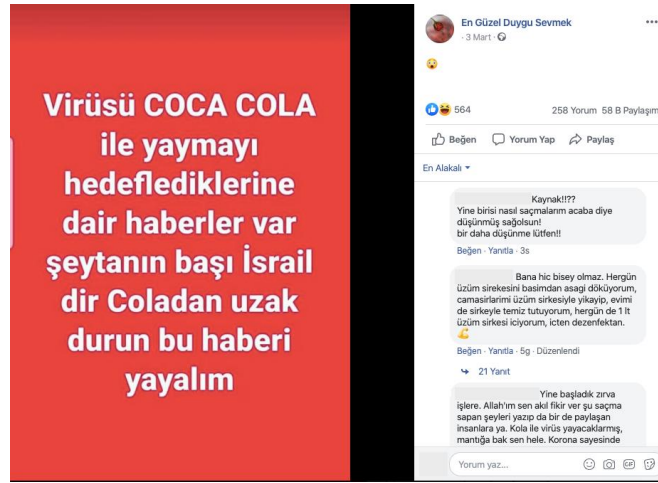 Virüsü COCA COLA
ile yaymayı
hedeflediklerine
dair haberler var
şeytanın başı İsrail
dir Coladan uzak
durun bu haberi
yayalım
En Güzel Duygu Sevmek
· 3 Mart ·
564
258 Yorum 58 B Paylaşım
Beğen Yorum Yap Paylaş
En Alakalı
Kaynak!!??
Yine birisi nasıl saçmalarım acaba diye
düşünmüş sağolsun!
bir daha düşünme lütfen!!
Beğen · Yanıtla · 3s
Bana hic bisey olmaz. Hergün
üzüm sirekesini basimdan asagi döküyorum,
camasirlarimi üzüm sirkesiyle yikayip, evimi
de sirkeyle temiz tutuyorum, hergün de 1 lt
üzüm sirkesi iciyorum, icten dezenfektan.
Beğen · Yanıtla · 5g · Düzenlendi
21 Yanıt
Yine başladık zırva
işlere. Allah'ım sen akıl fikir ver şu saçma
sapan şeyleri yazıp da bir de paylaşan
insanlara ya. Kola ile virüs yayacaklarmış,
mantığa bak sen hele. Korona sayesinde
Yorum yaz...
GIF